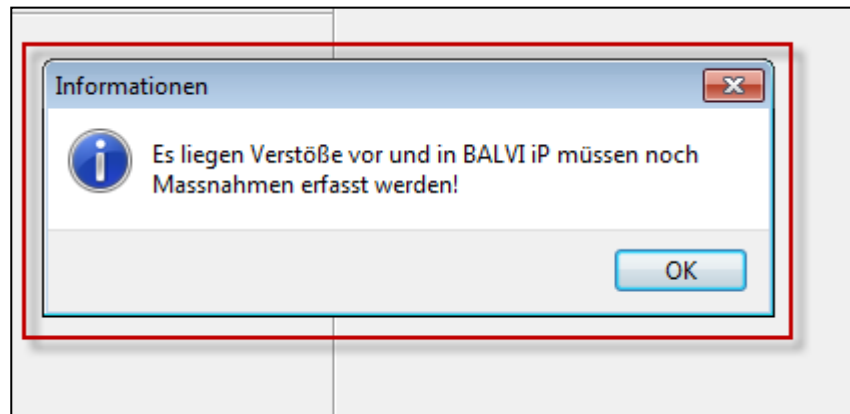 Informationen
Es liegen Verstöße vor und in BALVI iP müssen noch
Massnahmen erfasst werden!
OK